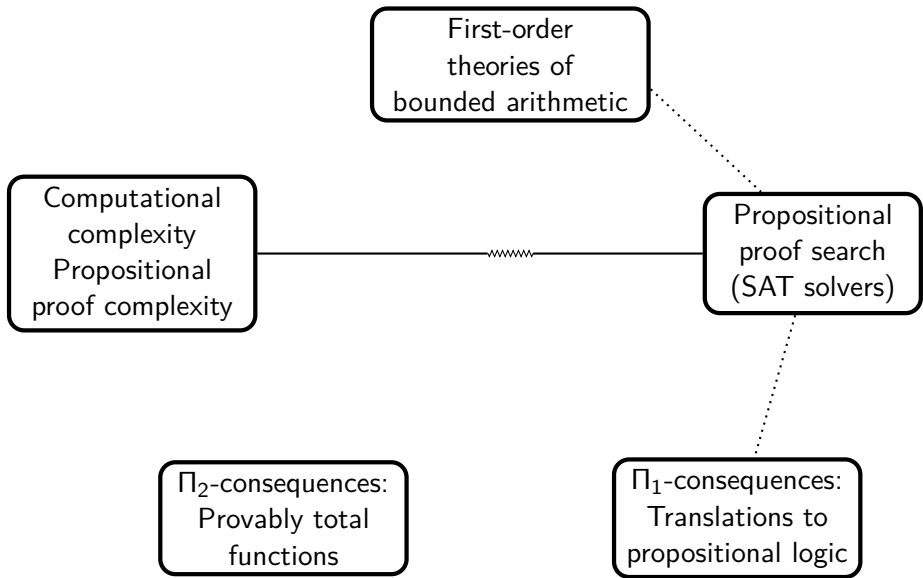 First-order
theories of
bounded arithmetic
Computational
complexity
Propositional
proof complexity
Propositional
proof search
(SAT solvers)
Π₂-consequences:
Provably total
functions
Π₁-consequences:
Translations to
propositional logic